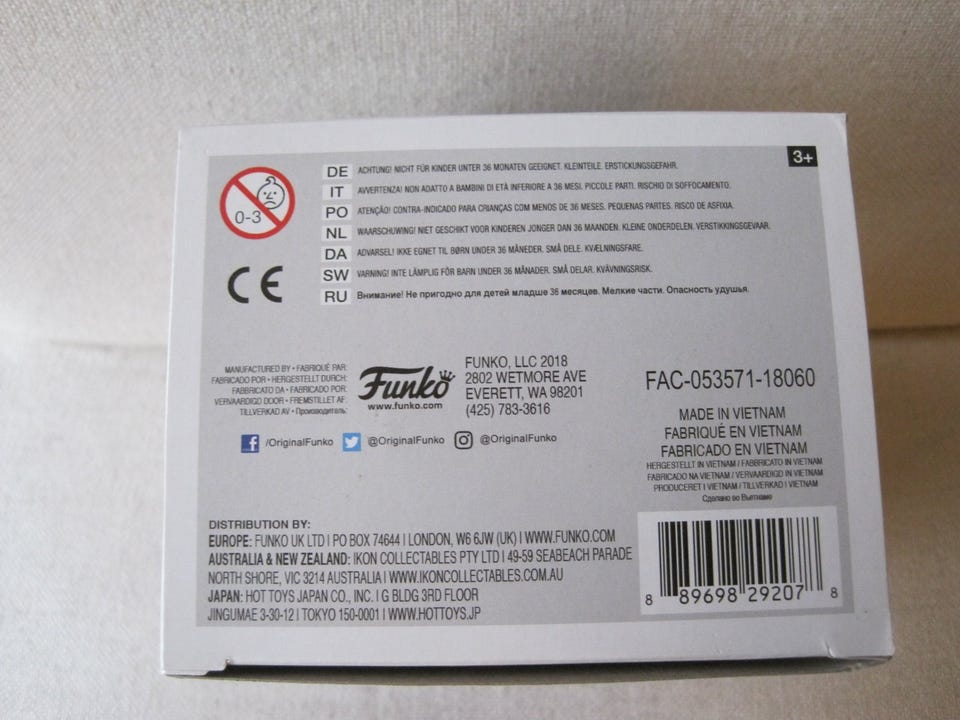 3+
0-3
DE ACHTUNG! NICHT FÜR KINDER UNTER 36 MONATEN GEEIGNET. KLEINTEILE. ERSTICKUNGSGEFAHR.
IT AVVERTENZA! NON ADATTO A BAMBINI DI ETÀ INFERIORE A 36 MESI. PICCOLE PARTI. RISCHIO DI SOFFOCAMENTO.
PO ATENÇÃO! CONTRA-INDICADO PARA CRIANÇAS COM MENOS DE 36 MESES. PEQUENAS PARTES. RISCO DE ASFIXIA.
NL WAARSCHUWING! NIET GESCHIKT VOOR KINDEREN JONGER DAN 36 MAANDEN. KLEINE ONDERDELEN. VERSTIKKINGSGEVAAR.
DA ADVARSEL! IKKE EGNET TIL BØRN UNDER 36 MÅNEDER. SMÅ DELE. KVÆLNINGSFARE.
SW VARNING! INTE LÄMPLIG FÖR BARN UNDER 36 MÅNADER. SMÅ DELAR. KVÄVNINGSRISK.
RU Внимание! Не пригодно для детей младше 36 месяцев. Мелкие части. Опасность удушья.
CE
MANUFACTURED BY • FABRIQUÉ PAR:
FABRICADO POR • HERGESTELLT DURCH:
FABBRICATO DA • FABRICADO POR:
VERVAARDIGD DOOR • FREMSTILLET AF:
TILLVERKAD AV • Производитель:
Funko
www.funko.com
FUNKO, LLC 2018
2802 WETMORE AVE
EVERETT, WA 98201
(425) 783-3616
/OriginalFunko @OriginalFunko @OriginalFunko
FAC-053571-18060
MADE IN VIETNAM
FABRIQUÉ EN VIETNAM
FABRICADO EN VIETNAM
HERGESTELLT IN VIETNAM / FABBRICATO IN VIETNAM
FABRICADO NA VIETNAM / VERVAARDIGD IN VIETNAM
PRODUCERET I VIETNAM / TILLVERKAD I VIETNAM
Сделано во Вьетнаме
DISTRIBUTION BY:
EUROPE: FUNKO UK LTD | PO BOX 74644 | LONDON, W6 6JW (UK) | WWW.FUNKO.COM
AUSTRALIA & NEW ZEALAND: IKON COLLECTABLES PTY LTD | 49-59 SEABEACH PARADE
NORTH SHORE, VIC 3214 AUSTRALIA | WWW.IKONCOLLECTABLES.COM.AU
JAPAN: HOT TOYS JAPAN CO., INC. | G BLDG 3RD FLOOR
JINGUMAE 3-30-12 | TOKYO 150-0001 | WWW.HOTTOYS.JP
8 89698 29207 8